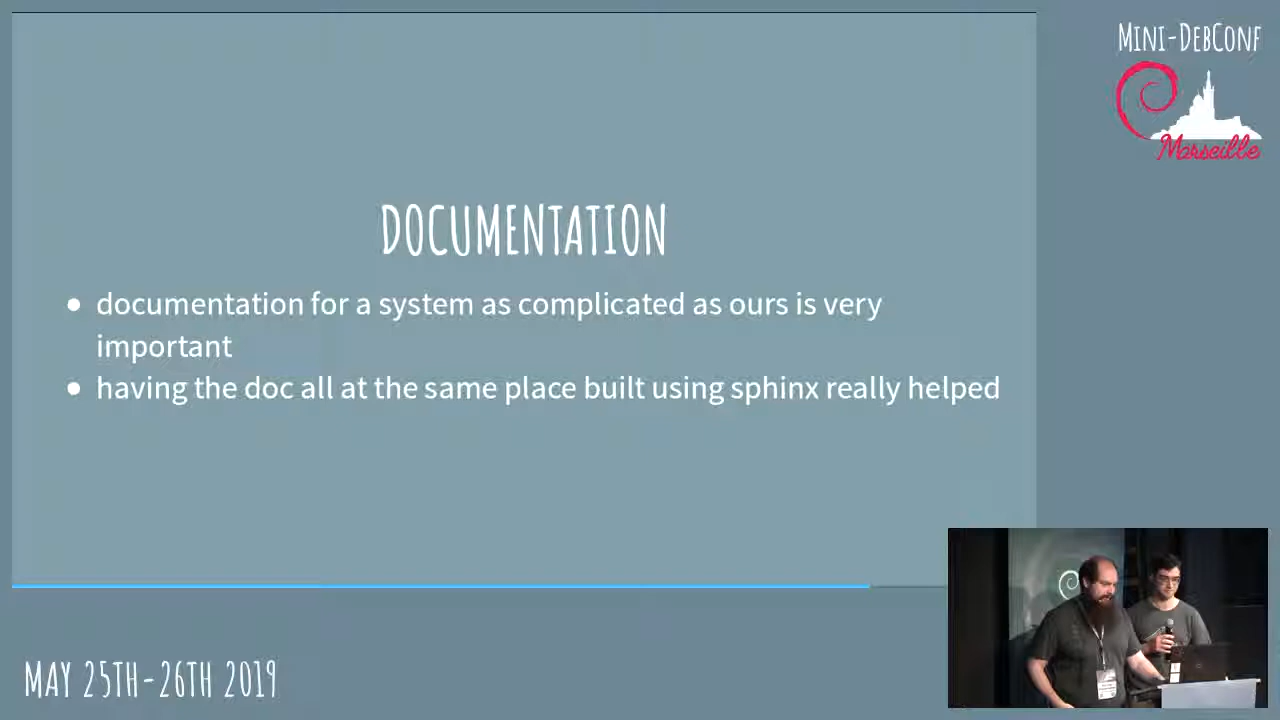 MINI-DEBCONF
Marseille
DOCUMENTATION
documentation for a system as complicated as ours is very
important
having the doc all at the same place built using sphinx really helped
MAY 25TH-26TH 2019